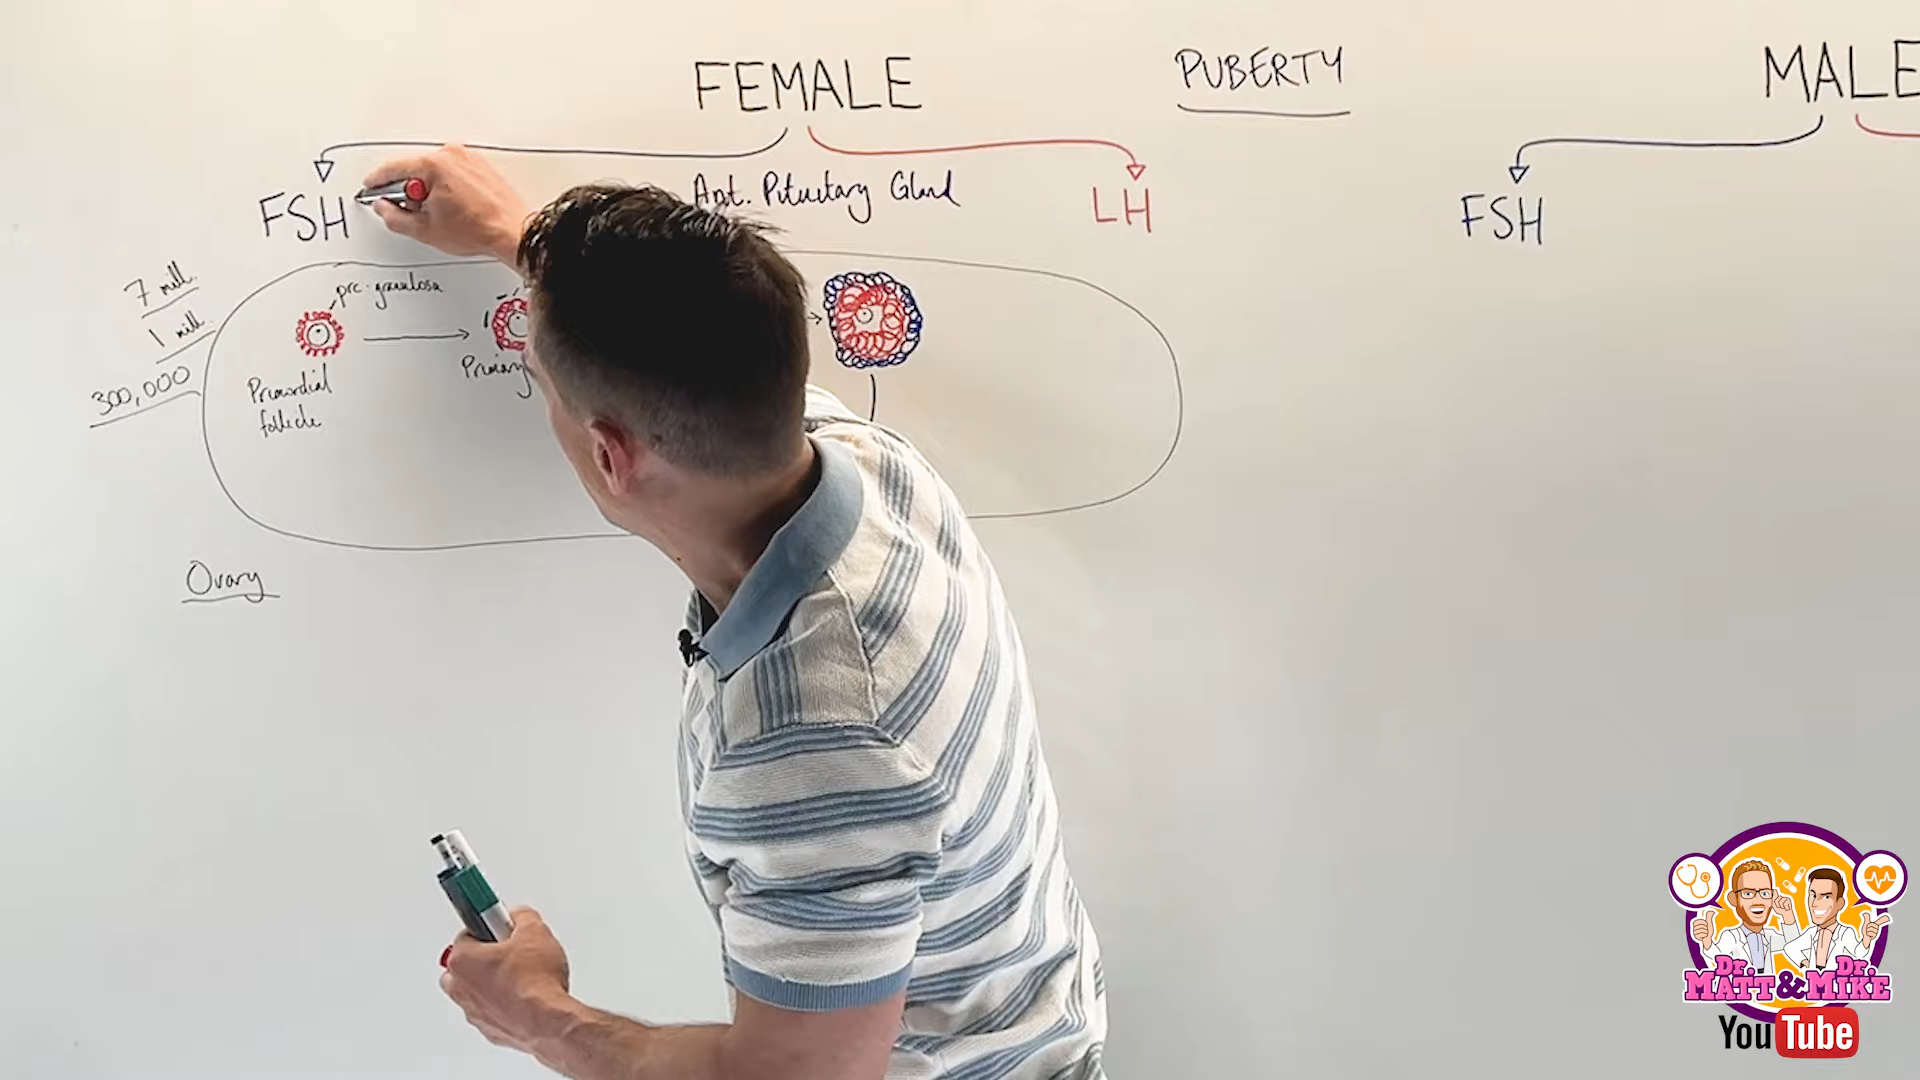 FEMALE
PUBERTY
MALE
Ant. Pituitary Gland
FSH
LH
FSH
7 mill.
1 mill.
300,000
pre-granulosa
Primordial
follicle
Primary
Ovary
Dr. Dr.
MATT & MIKE
YouTube